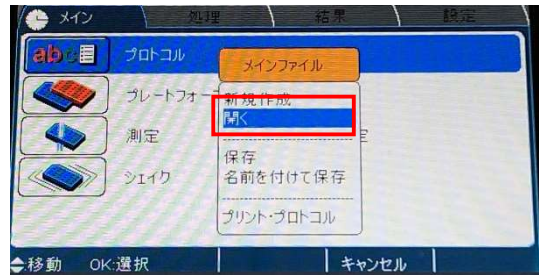 メイン 処理 結果 設定
abc プロトコル
メインファイル
プレートフォー
新規作成
開く
測定
定
保存
シェイク
名前を付けて保存
プリント・プロトコル
移動 OK:選択 キャンセル